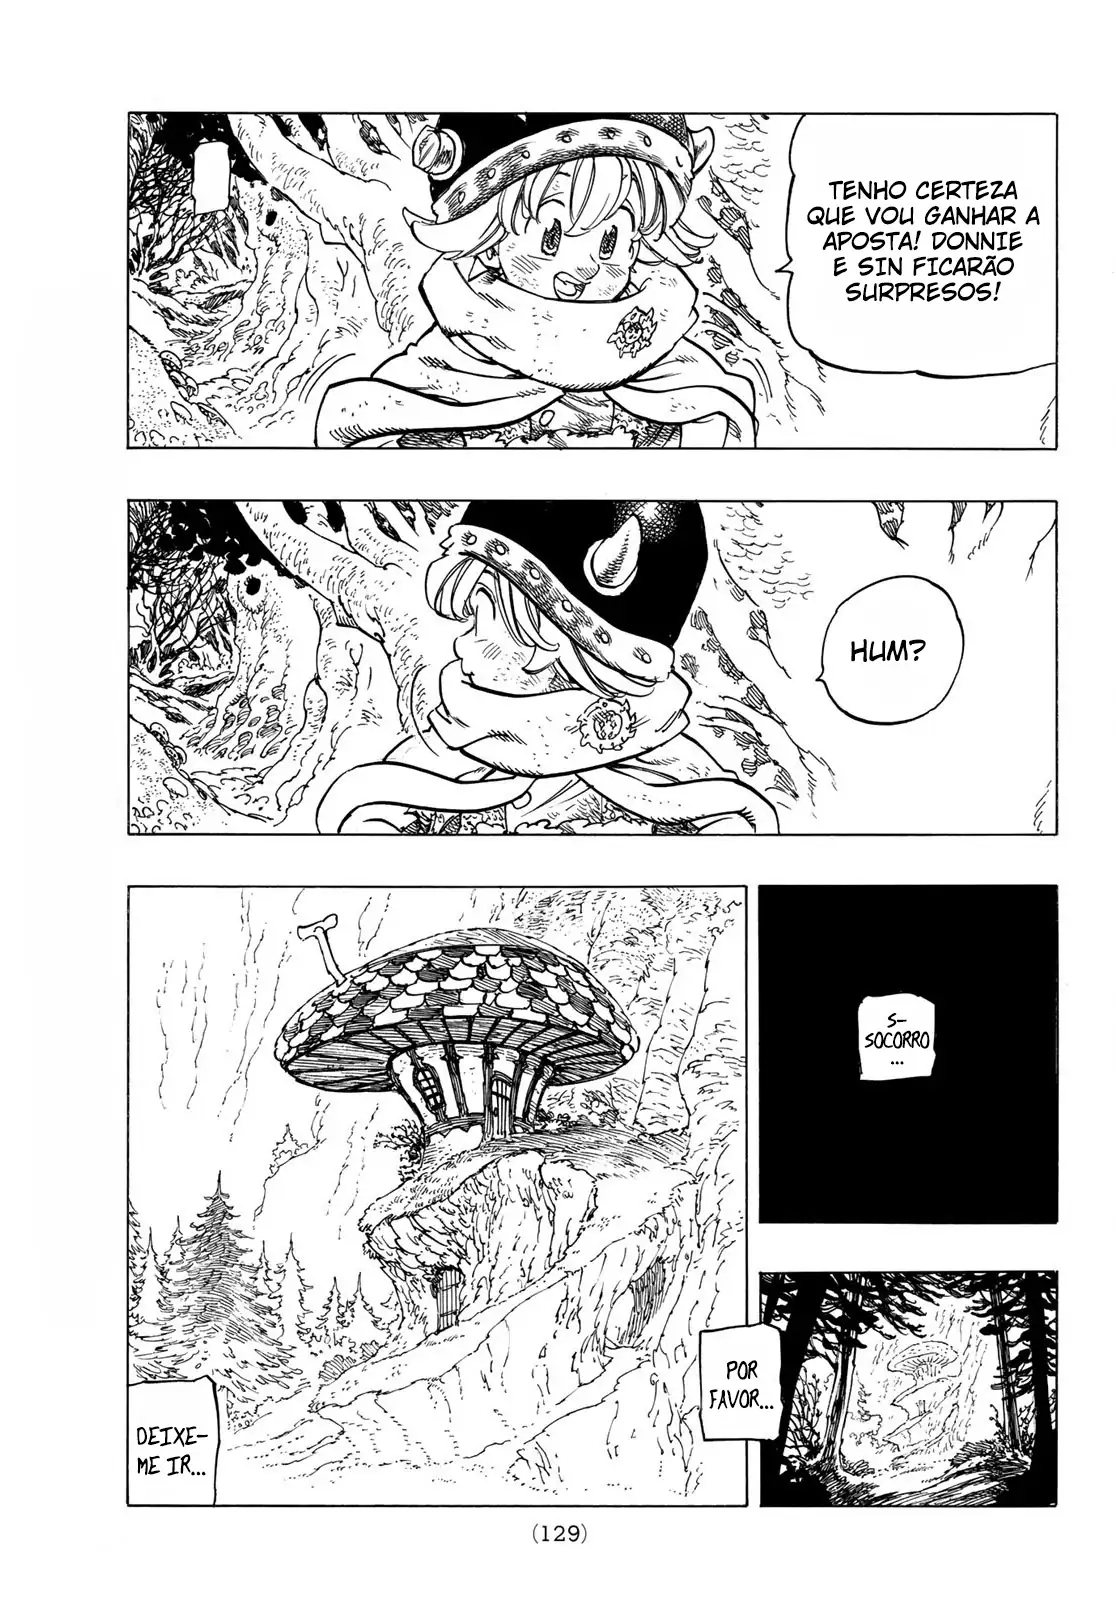 TENHO CERTEZA
QUE VOU GANHAR A
APOSTA! DONNIE
E SIN FICARÃO
SURPRESOS!
HUM?
S-
SOCORRO
...
POR
FAVOR...
DEIXE-
ME IR...
(129)